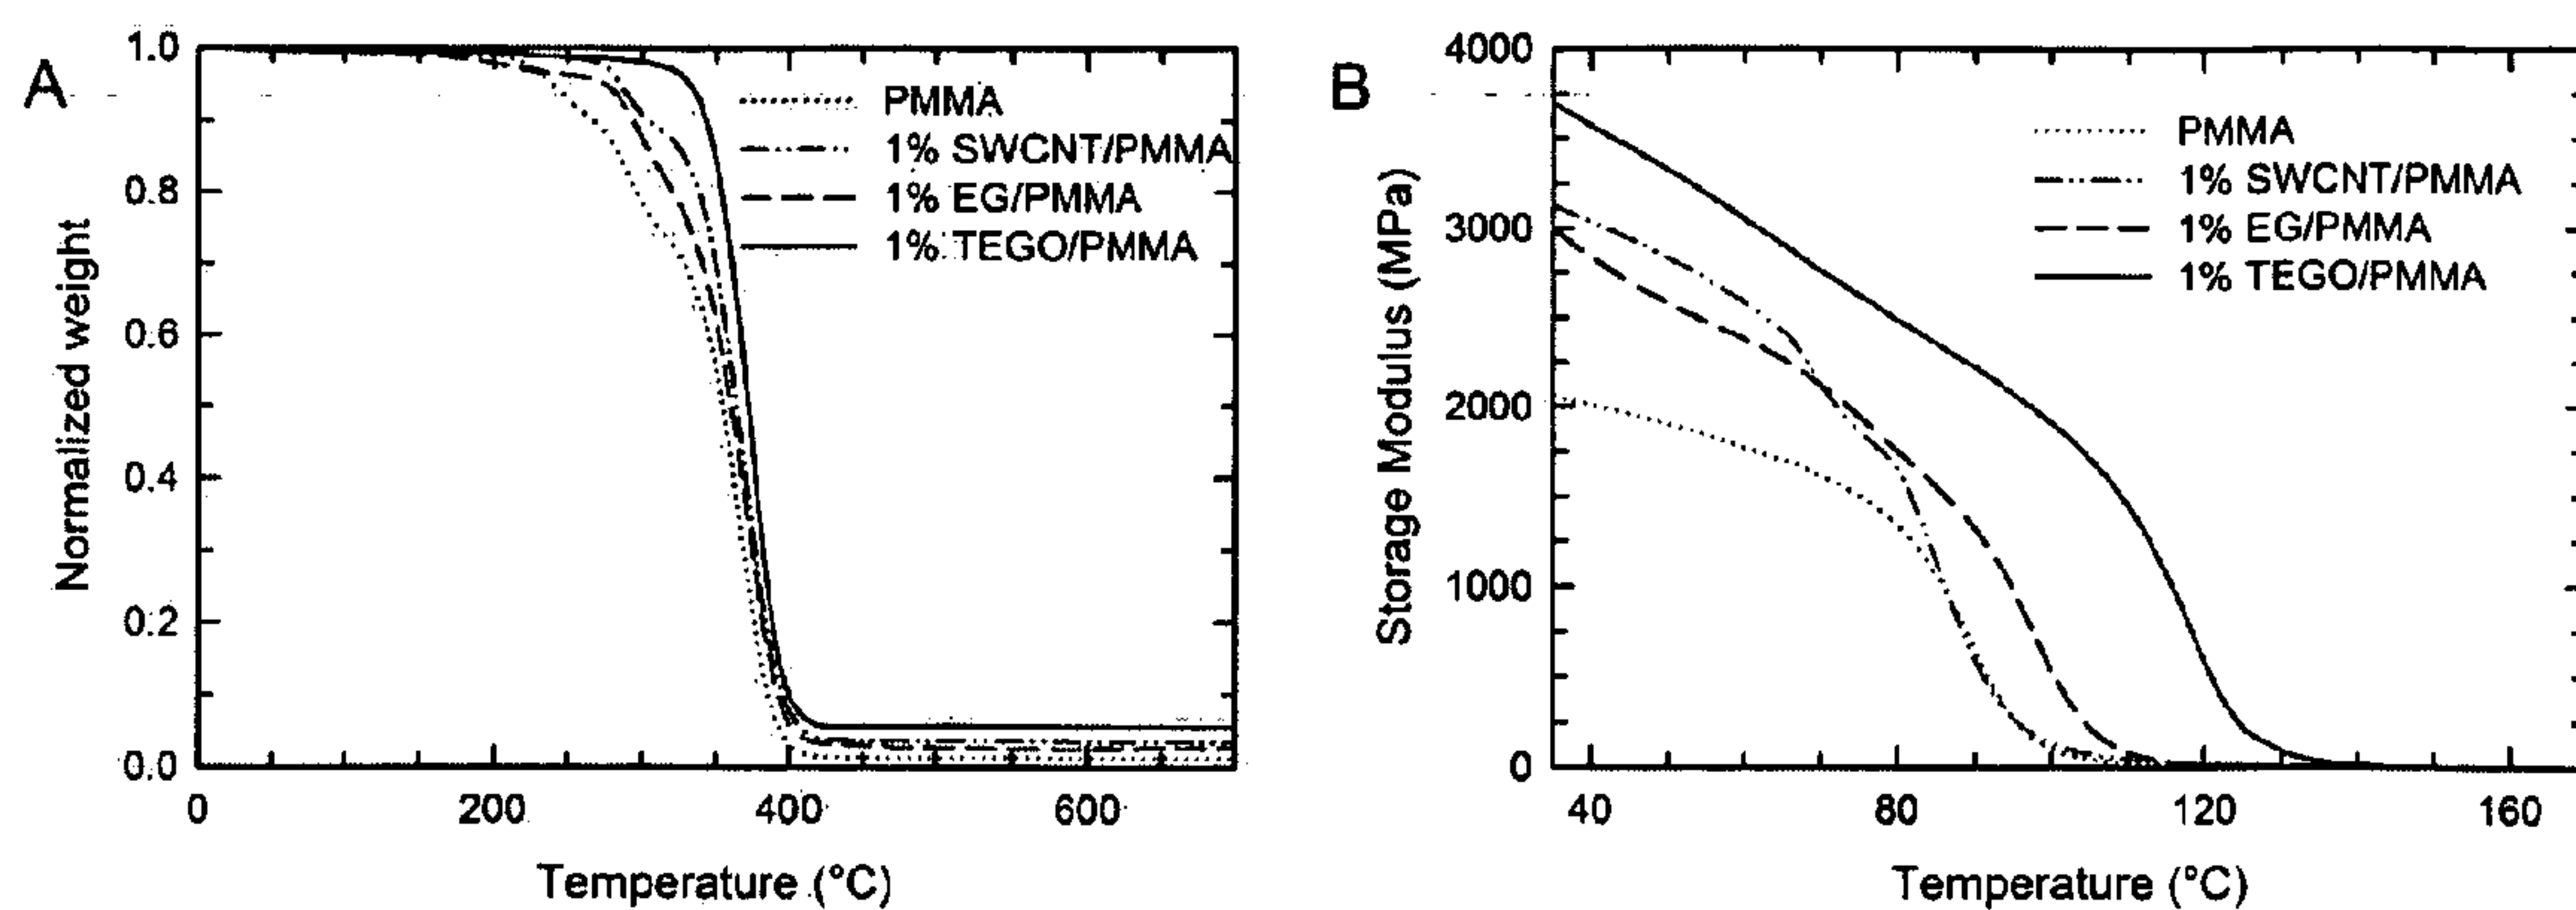 A
1.0
0.8
0.6
0.4
0.2
0.0
Normalized weight
0 200 400 600
Temperature (°C)
PMMA
1% SWCNT/PMMA
1% EG/PMMA
1% TEGO/PMMA
B
4000
3000
2000
1000
0
Storage Modulus (MPa)
40 80 120 160
Temperature (°C)
PMMA
1% SWCNT/PMMA
1% EG/PMMA
1% TEGO/PMMA